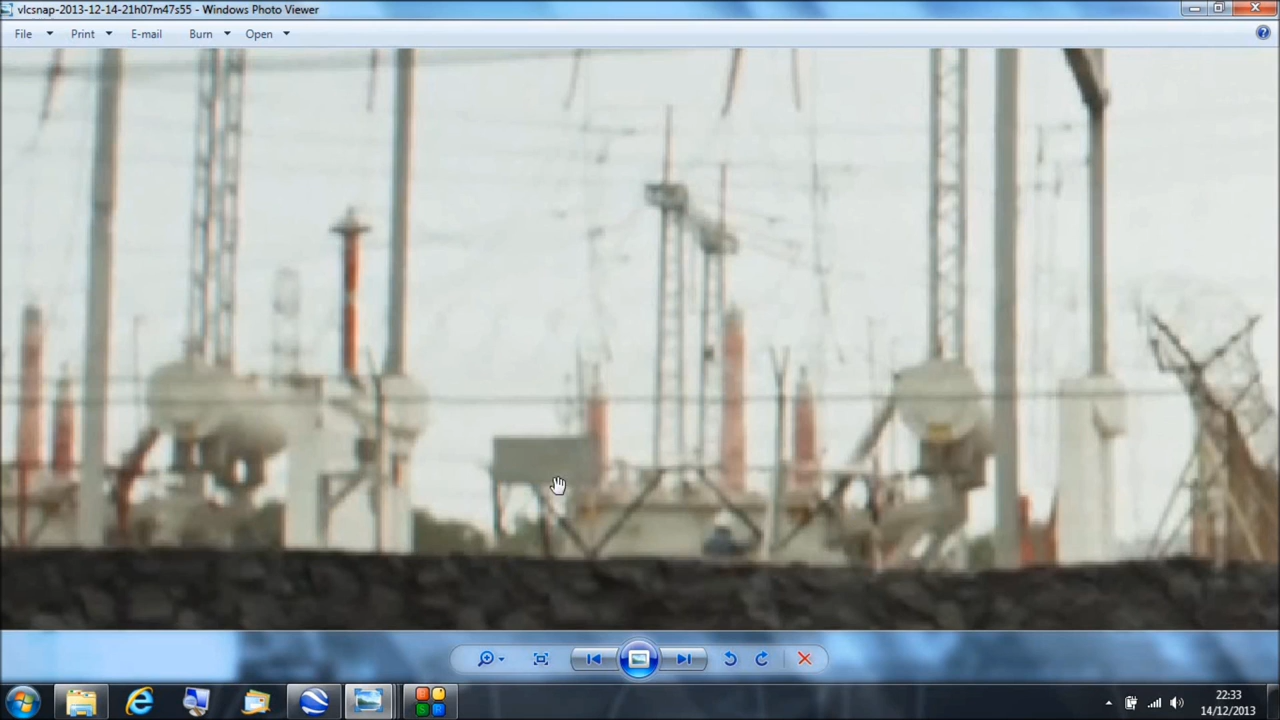 vlcsnap-2013-12-14-21h07m47s55 - Windows Photo Viewer
File Print E-mail Burn Open
22:33
14/12/2013